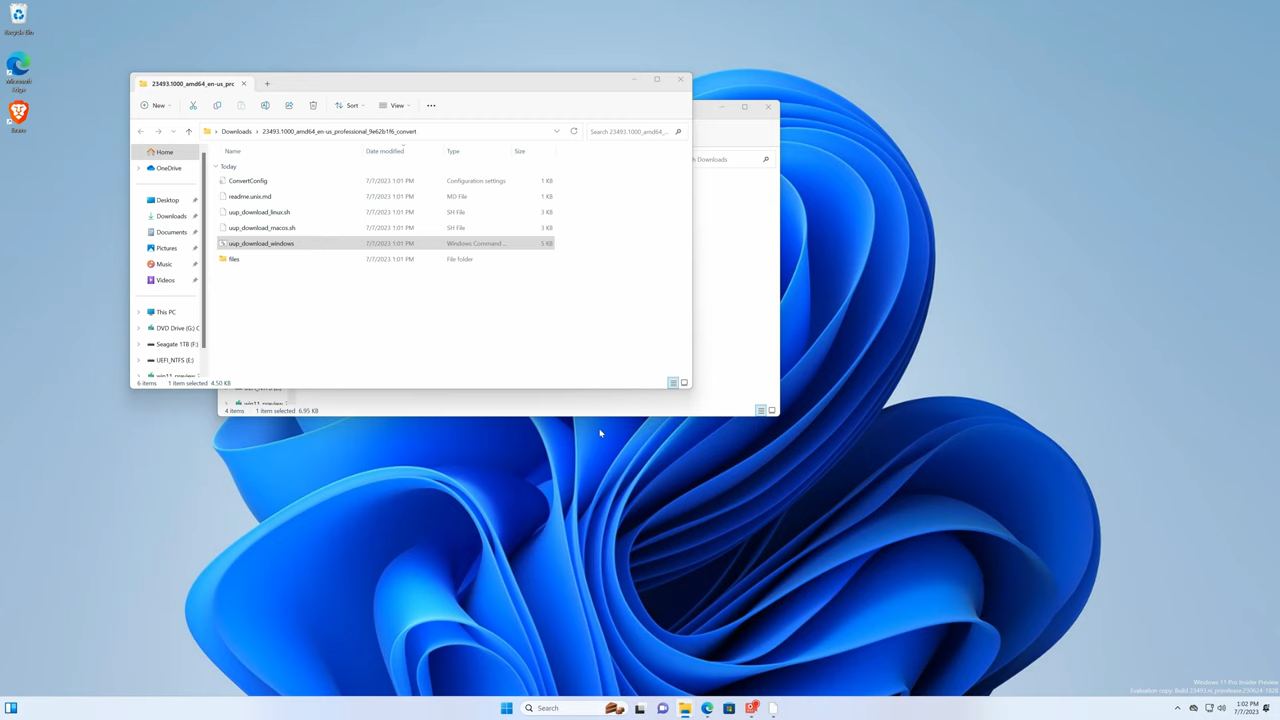 Recycle Bin
Microsoft
Edge
Brave
23493.1000_amd64_en-us_prc
New
Sort
View
Downloads > 23493.1000_amd64_en-us_professional_9e62b1f6_convert
Search 23493.1000_amd64_...
h Downloads
Home
OneDrive
Desktop
Downloads
Documents
Pictures
Music
Videos
This PC
DVD Drive (G:) C
Seagate 1TB (F:)
UEFI_NTFS (E:)
Name Date modified Type Size
Today
ConvertConfig 7/7/2023 1:01 PM Configuration settings 1 KB
readme.unix.md 7/7/2023 1:01 PM MD File 1 KB
uup_download_linux.sh 7/7/2023 1:01 PM SH File 3 KB
uup_download_macos.sh 7/7/2023 1:01 PM SH File 3 KB
uup_download_windows 7/7/2023 1:01 PM Windows Command ... 5 KB
files 7/7/2023 1:01 PM File folder
6 items 1 item selected 4.50 KB
4 items 1 item selected 6.95 KB
Windows 11 Pro Insider Preview
Evaluation copy. Build 23493.ni_prerelease.230624-1928
Search
1:02 PM
7/7/2023